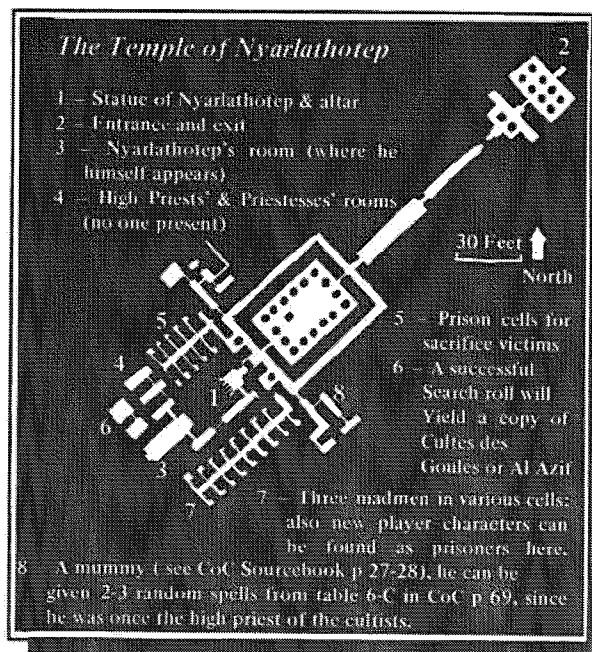 The Temple of Nyarlathotep
2
1 – Statue of Nyarlathotep & altar
2 – Entrance and exit
3 – Nyarlathotep's room (where he
himself appears)
4 – High Priests' & Priestesses' rooms
(no one present)
30 Feet
North
5
4
6
3
1
8
7
5 – Prison cells for
sacrifice victims
6 – A successful
Search roll will
Yield a copy of
Cultes des
Goules or Al Azif
7 – Three madmen in various cells;
also new player characters can
be found as prisoners here.
8 A mummy ( see CoC Sourcebook p 27-28), he can be
given 2-3 random spells from table 6-C in CoC p 69, since
he was once the high priest of the cultists.